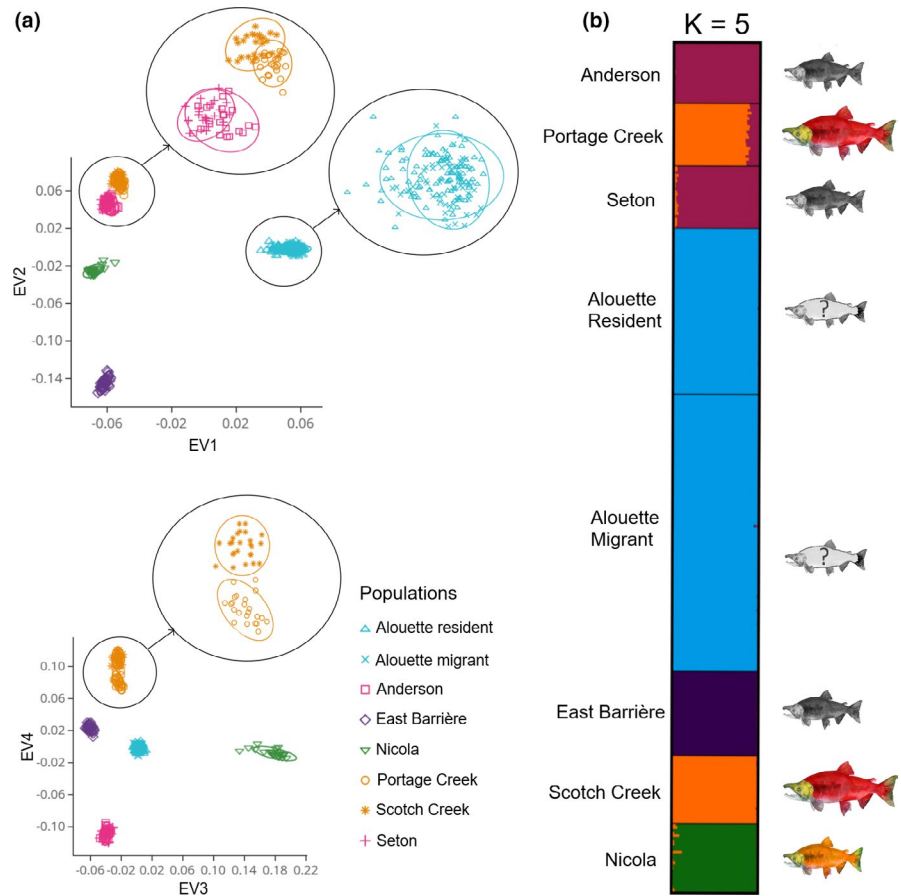 (a)
0.06
0.02
-0.02
-0.06
-0.10
-0.14
EV2
-0.06 -0.02 0.02 0.06
EV1
0.10
0.06
0.02
-0.02
-0.06
-0.10
EV4
-0.06 -0.02 0.02 0.06 0.10 0.14 0.18 0.22
EV3
Populations
Alouette resident
Alouette migrant
Anderson
East Barrière
Nicola
Portage Creek
Scotch Creek
Seton
(b)
K = 5
Anderson
Portage Creek
Seton
Alouette
Resident
?
Alouette
Migrant
?
East Barrière
Scotch Creek
Nicola